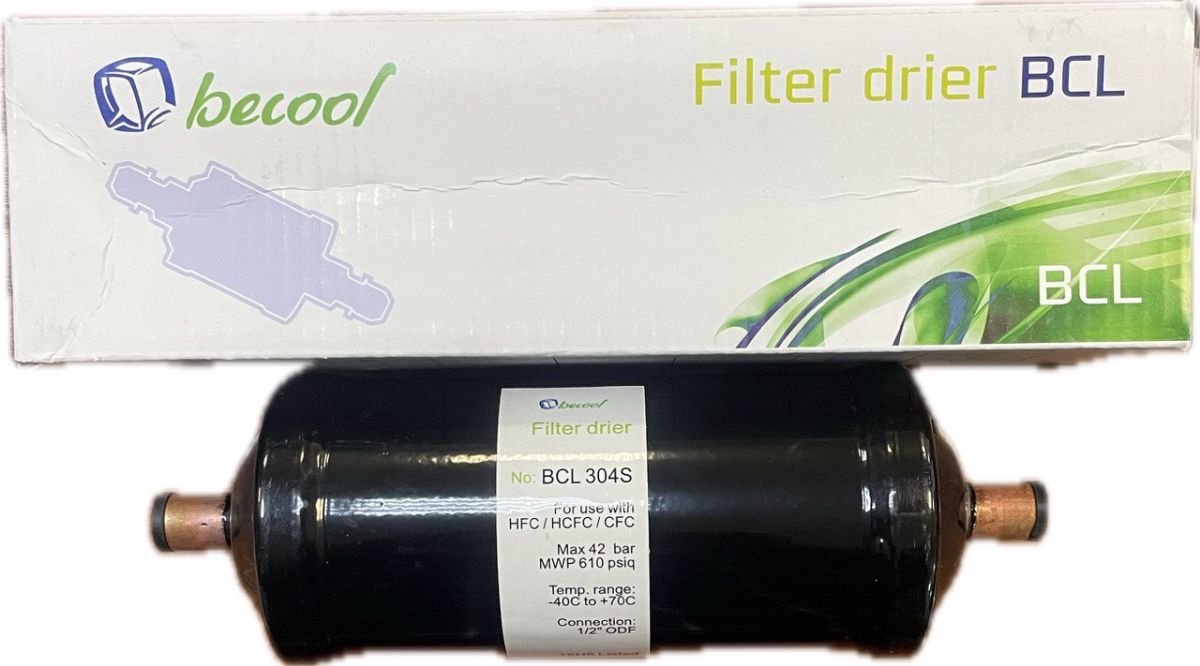 becool
Filter drier BCL
BCL
becool
Filter drier
No: BCL 304S
For use with
HFC / HCFC / CFC
Max 42 bar
MWP 610 psiq
Temp. range:
-40C to +70C
Connection:
1/2" ODF
Listed